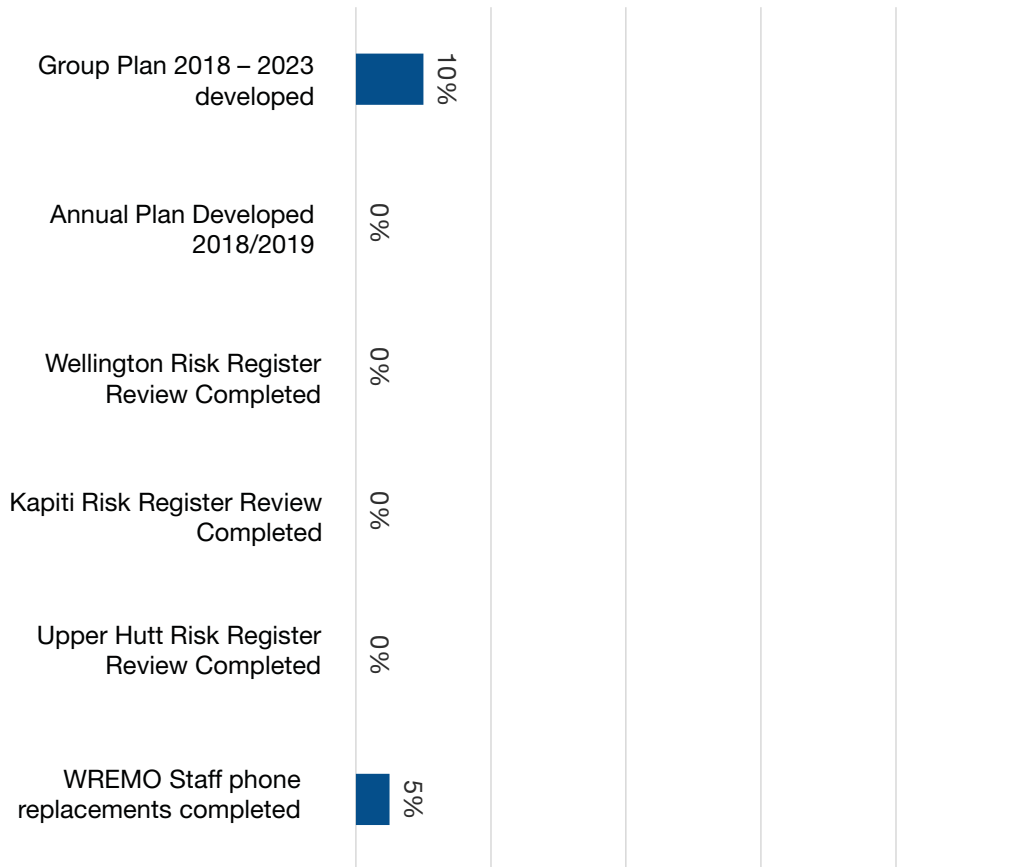 Group Plan 2018 – 2023
developed
10%
Annual Plan Developed
2018/2019
0%
Wellington Risk Register
Review Completed
0%
Kapiti Risk Register Review
Completed
0%
Upper Hutt Risk Register
Review Completed
0%
WREMO Staff phone
replacements completed
5%